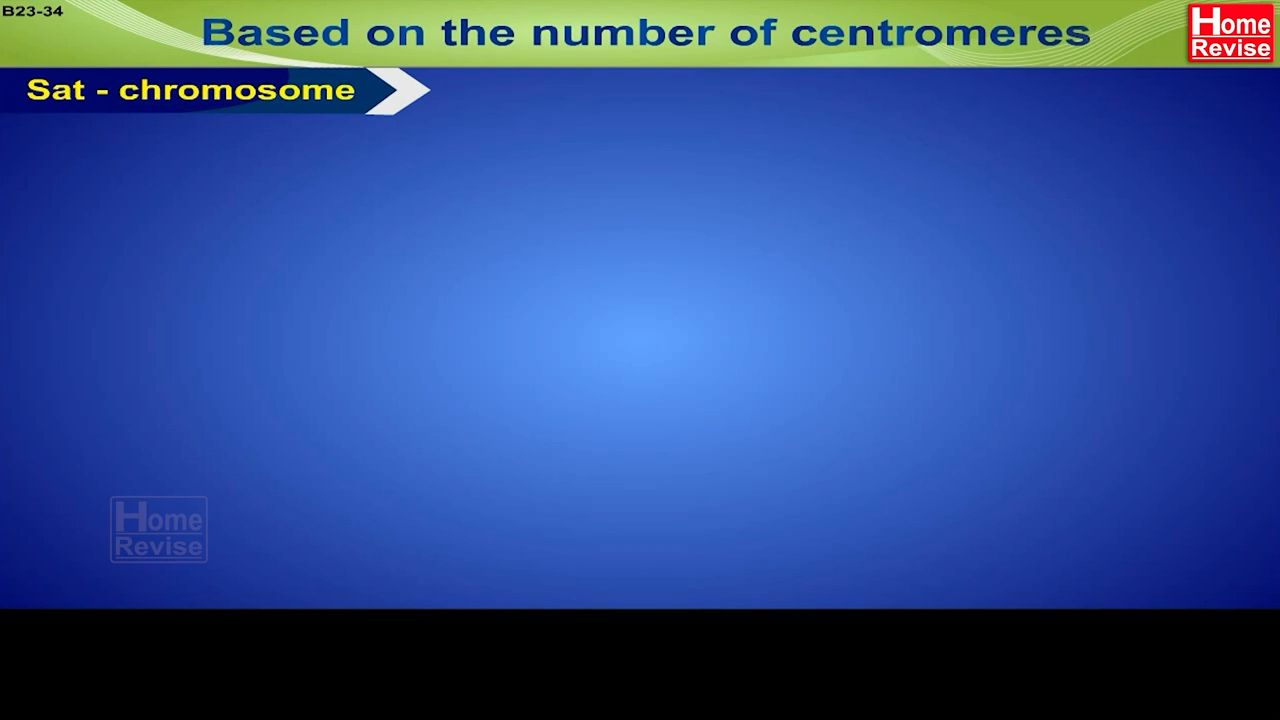 B23-34
Based on the number of centromeres
Home
Revise
Sat - chromosome
Home
Revise